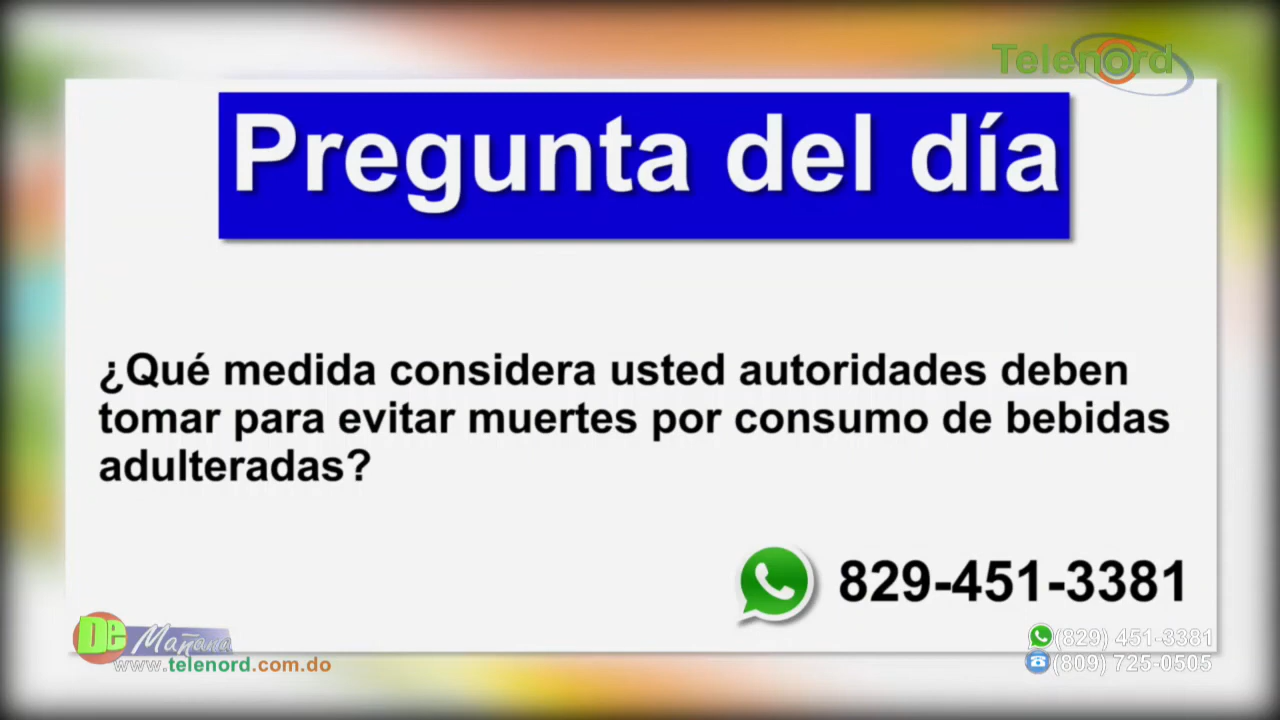 Telenord
Pregunta del día
¿Qué medida considera usted autoridades deben
tomar para evitar muertes por consumo de bebidas
adulteradas?
829-451-3381
De Mañana
www.telenord.com.do
(829) 451-3381
(809) 725-0505